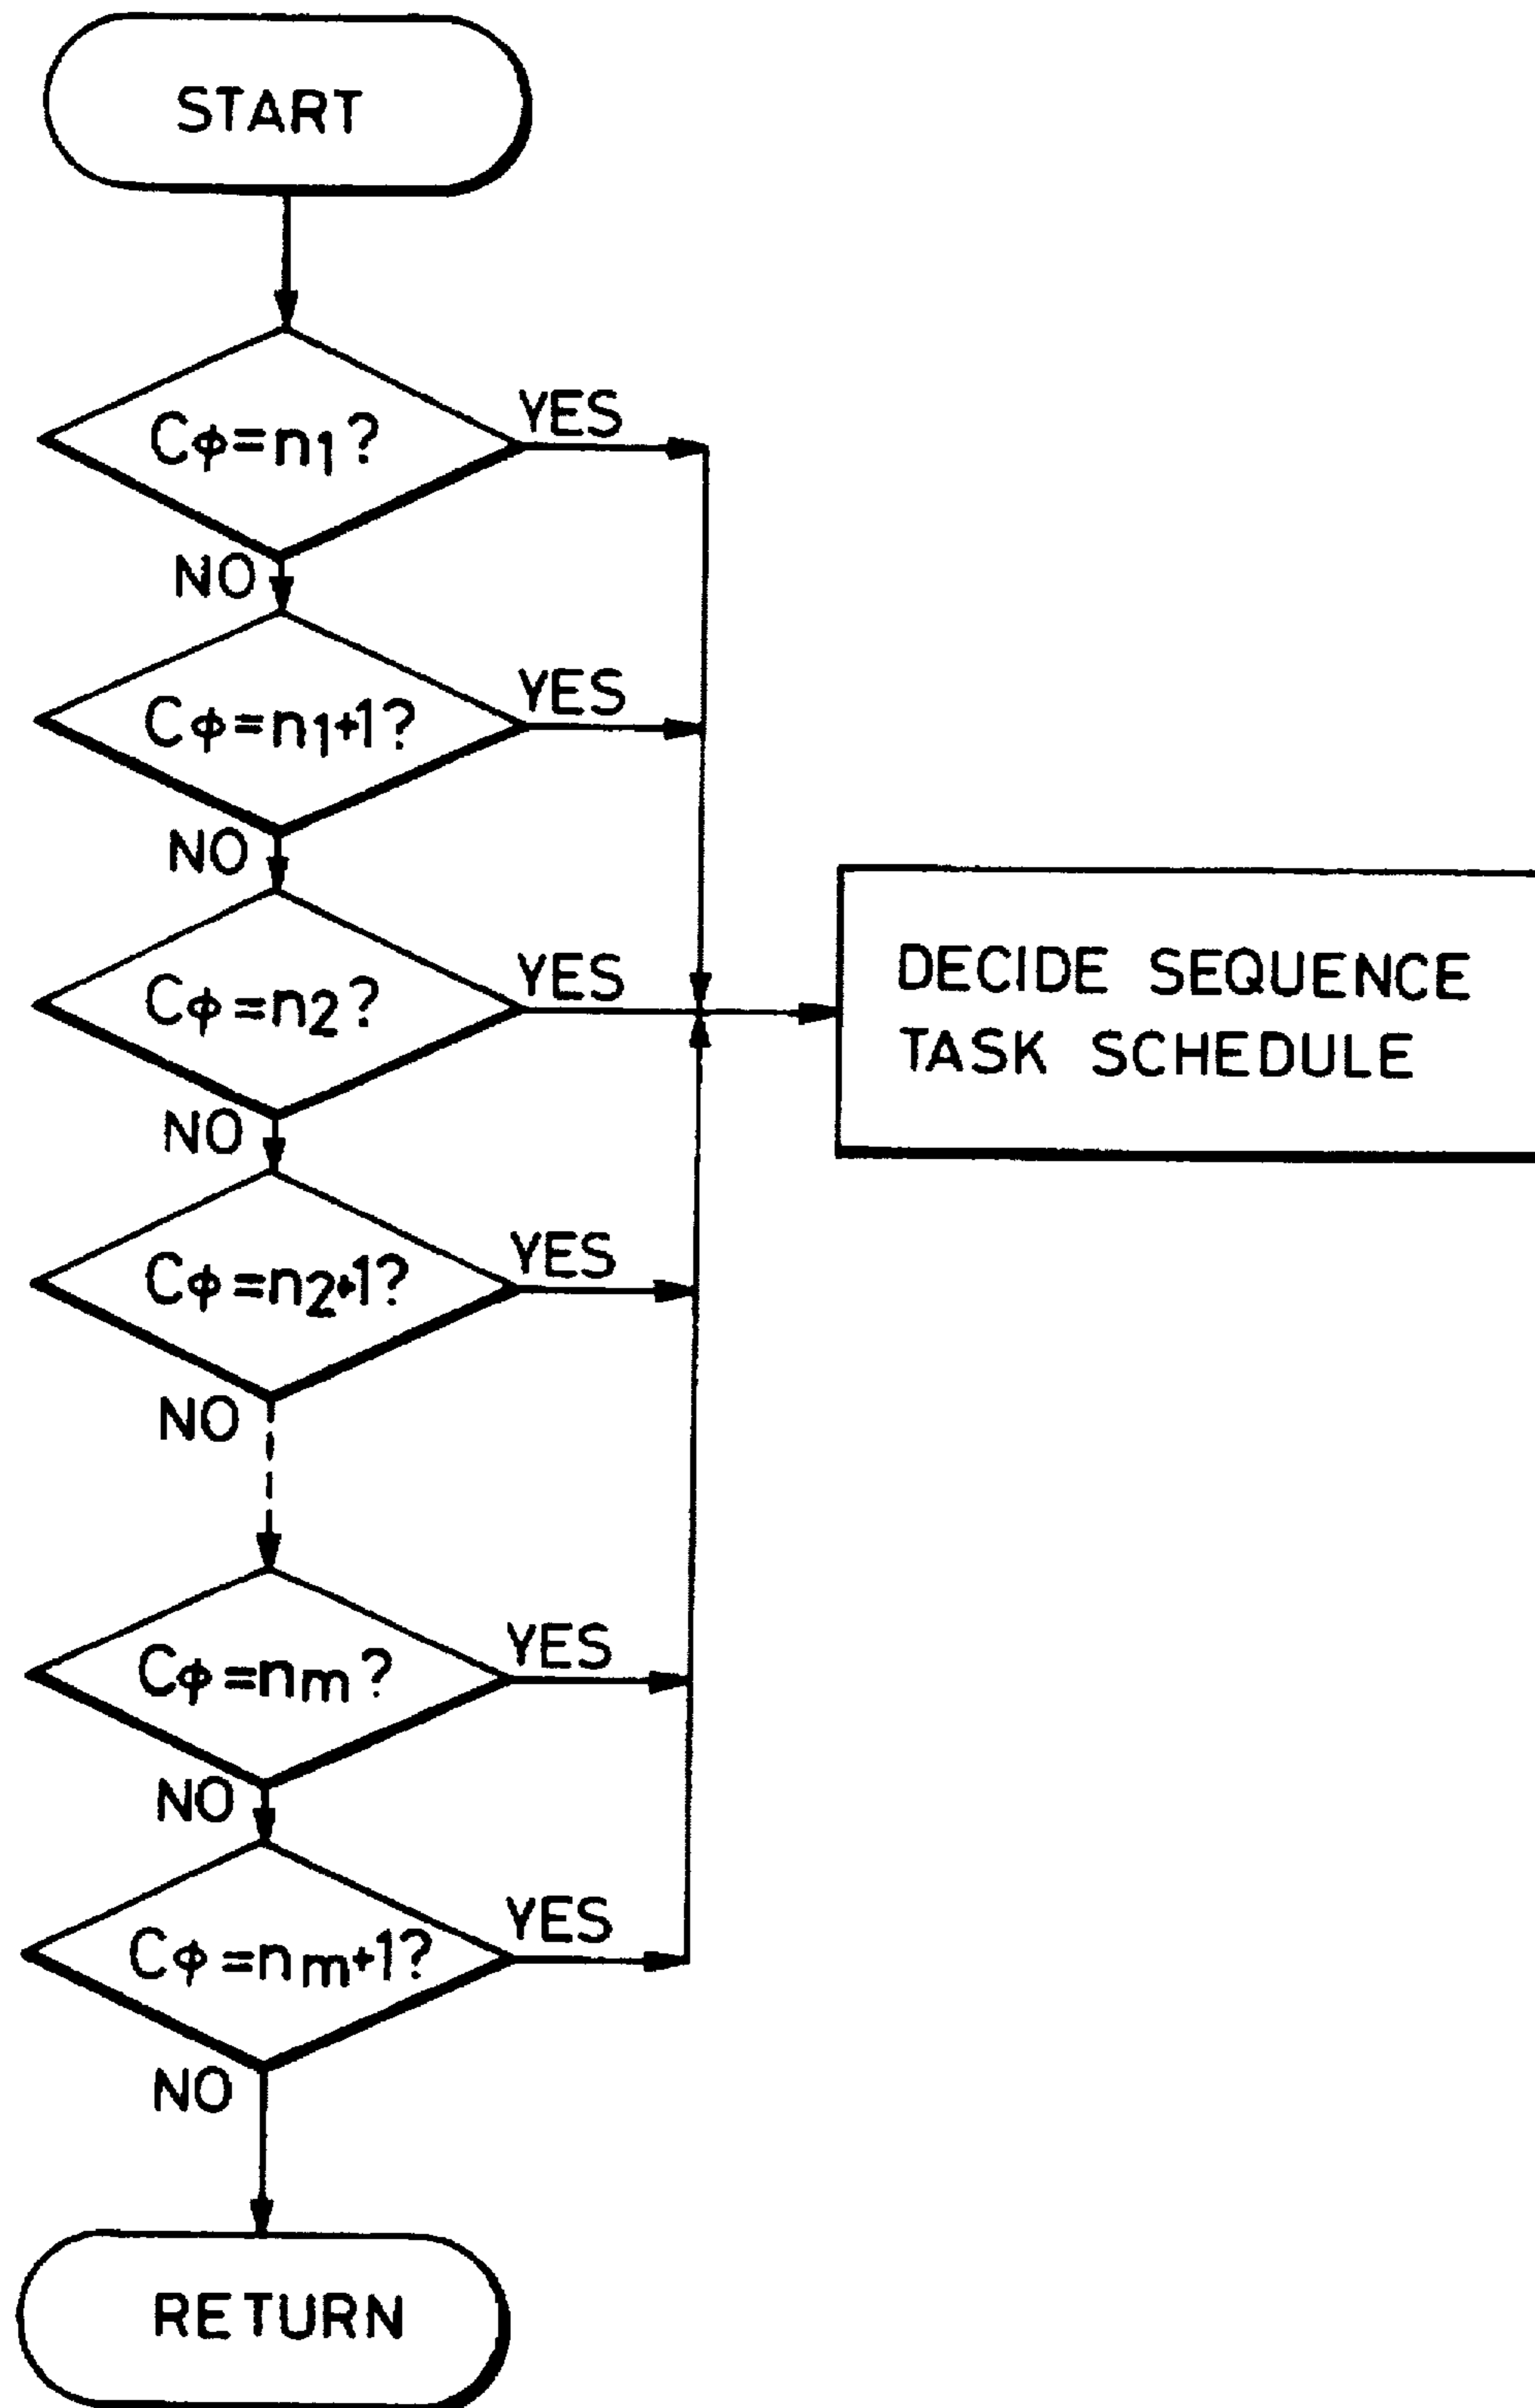 START
Cφ=n1?
YES
NO
Cφ=n1+1?
YES
NO
Cφ=n2?
YES
DECIDE SEQUENCE
TASK SCHEDULE
NO
Cφ=n2+1?
YES
NO
Cφ=nm?
YES
NO
Cφ=nm+1?
YES
NO
RETURN